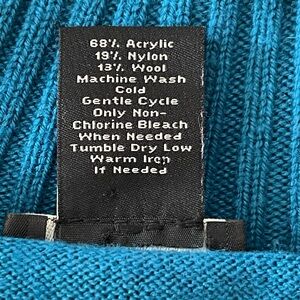 68% Acrylic
19% Nylon
13% Wool
Machine Wash
Cold
Gentle Cycle
Only Non-
Chlorine Bleach
When Needed
Tumble Dry Low
Warm Iron
If Needed